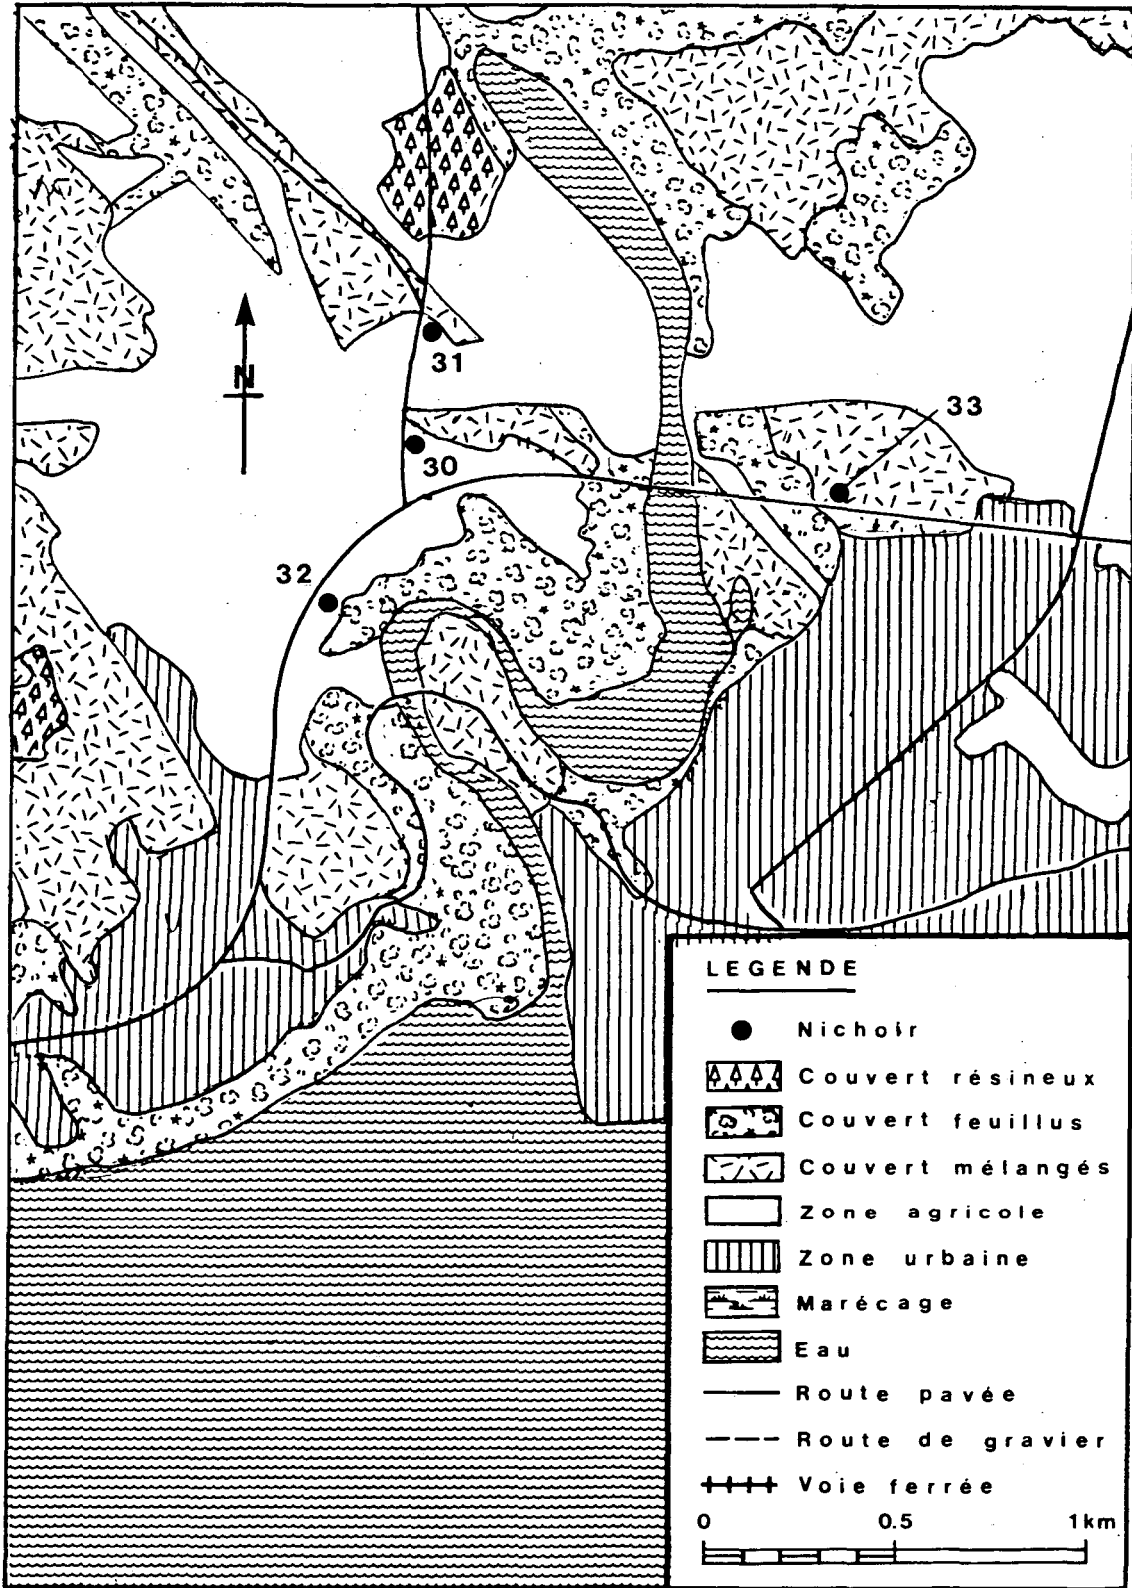 31
N
33
30
32
LEGENDE
Nichoir
Couvert résineux
Couvert feuillus
Couvert mélangés
Zone agricole
Zone urbaine
Marécage
Eau
Route pavée
Route de gravier
Voie ferrée
0 0.5 1km